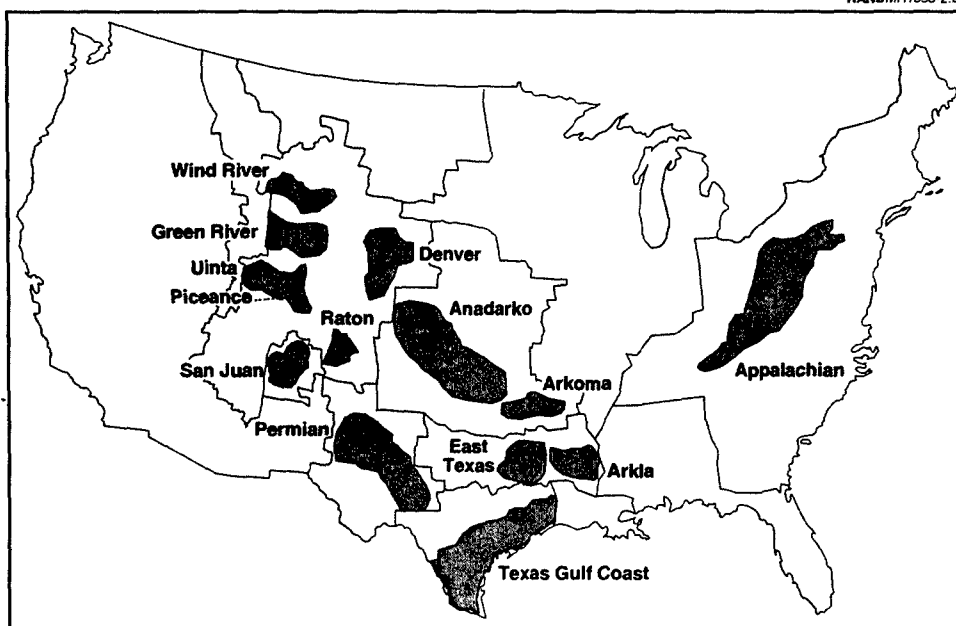 Wind River
Green River
Uinta
Piceance
Denver
Raton
Anadarko
San Juan
Arkoma
Appalachian
Permian
East
Texas
Arkla
Texas Gulf Coast